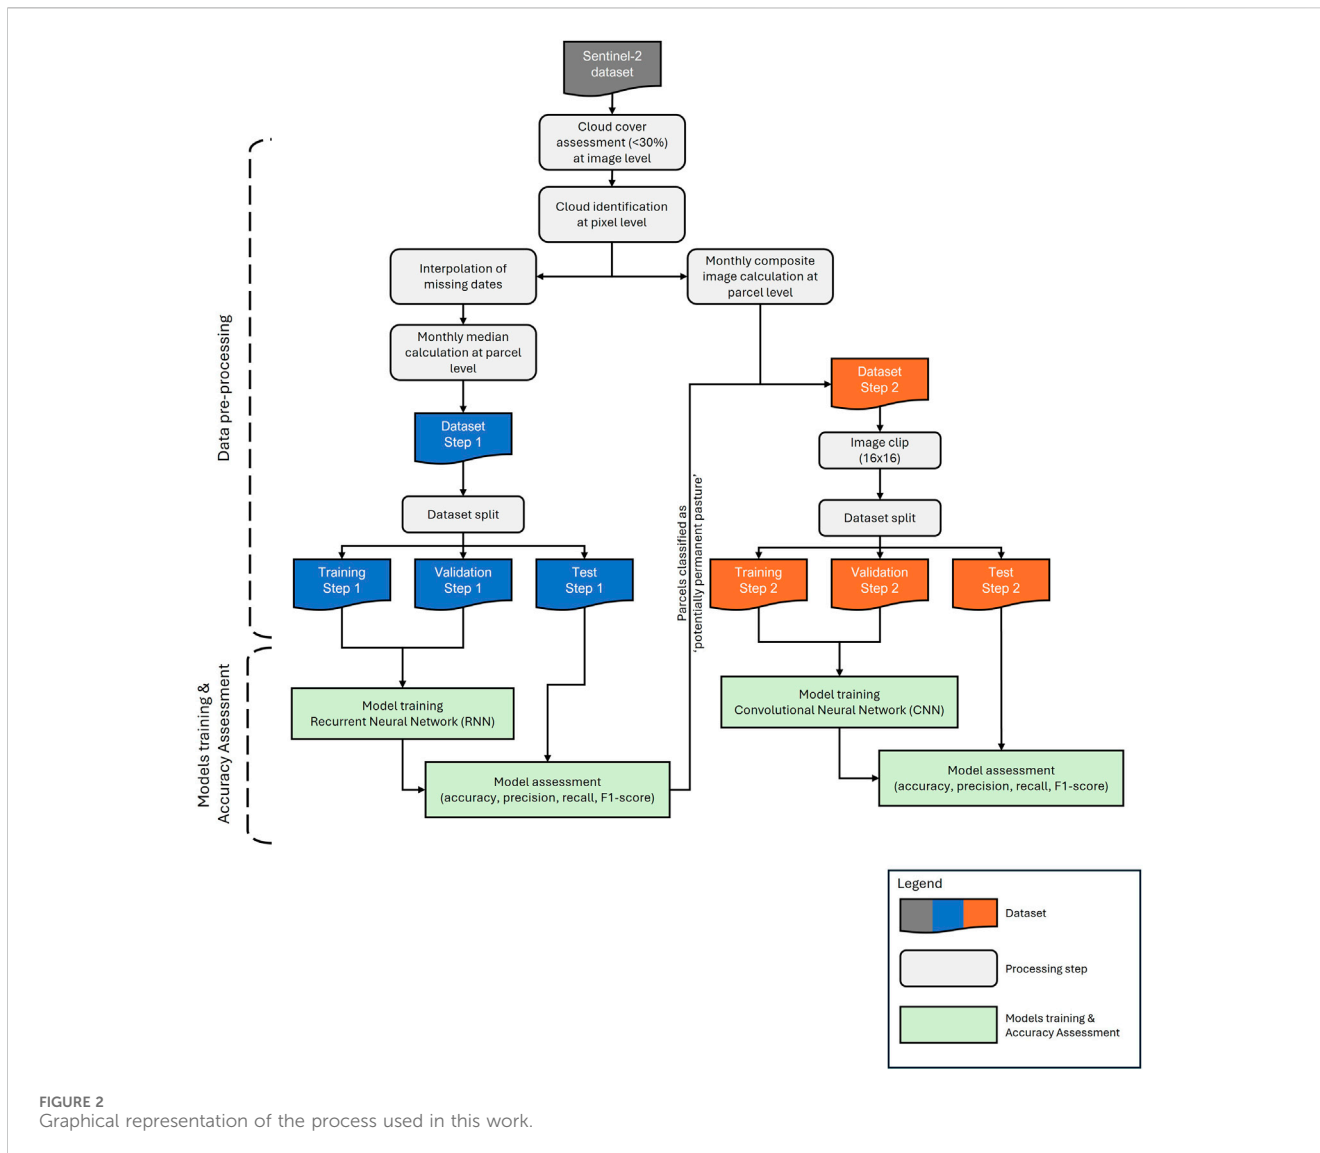 Sentinel-2
dataset
Cloud cover
assessment (<30%)
at image level
Cloud identification
at pixel level
Interpolation of
missing dates
Monthly composite
image calculation at
parcel level
Monthly median
calculation at parcel
level
Dataset
Step 1
Dataset
Step 2
Image clip
(16x16)
Dataset split
Dataset split
Training
Step 1
Validation
Step 1
Test
Step 1
Training
Step 2
Validation
Step 2
Test
Step 2
Data pre-processing
Parcels classified as
'potentially permanent pasture'
Models training &
Accuracy Assessment
Model training
Recurrent Neural Network (RNN)
Model training
Convolutional Neural Network (CNN)
Model assessment
(accuracy, precision, recall, F1-score)
Model assessment
(accuracy, precision, recall, F1-score)
Legend
Dataset
Processing step
Models training &
Accuracy Assessment
FIGURE 2
Graphical representation of the process used in this work.